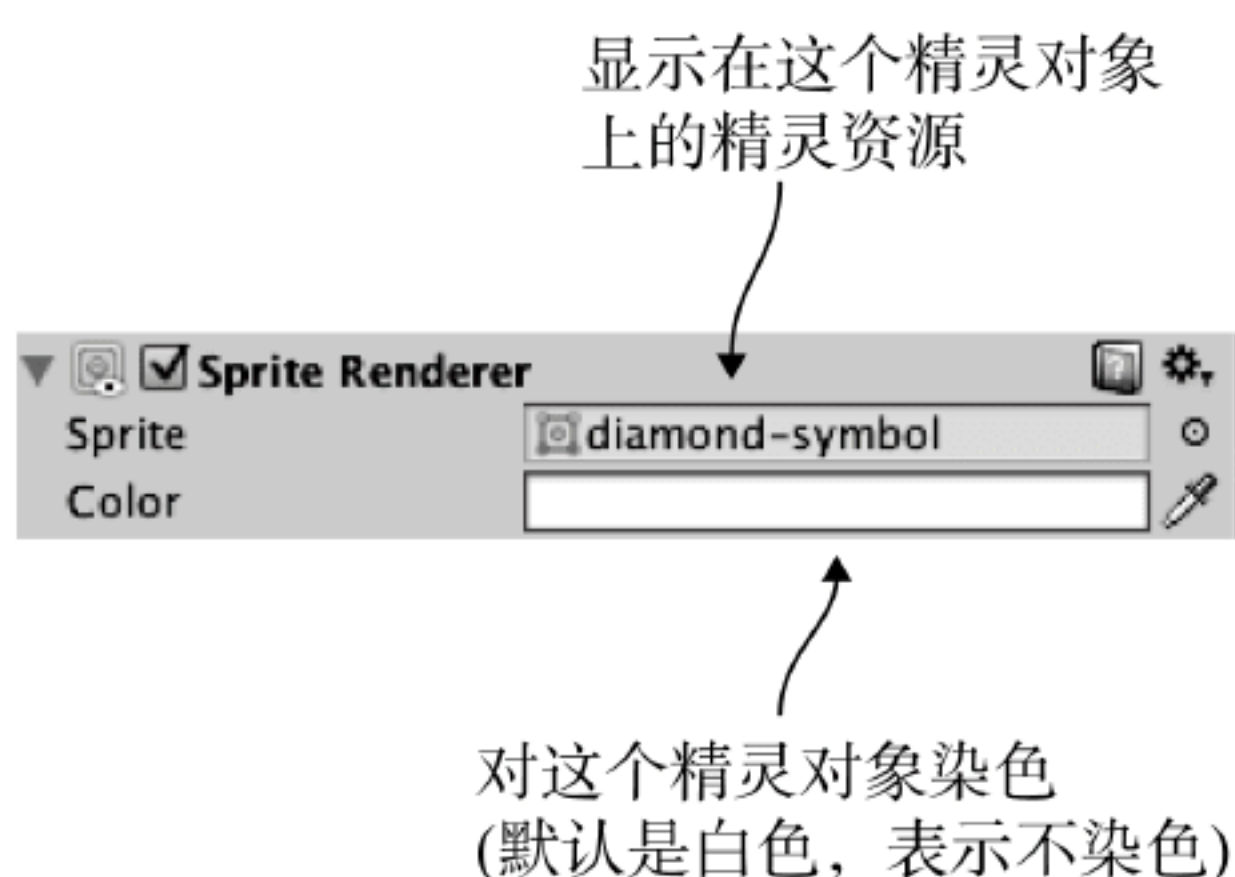 显示在这个精灵对象
上的精灵资源
Sprite Renderer
Sprite
diamond-symbol
Color
对这个精灵对象染色
(默认是白色，表示不染色)